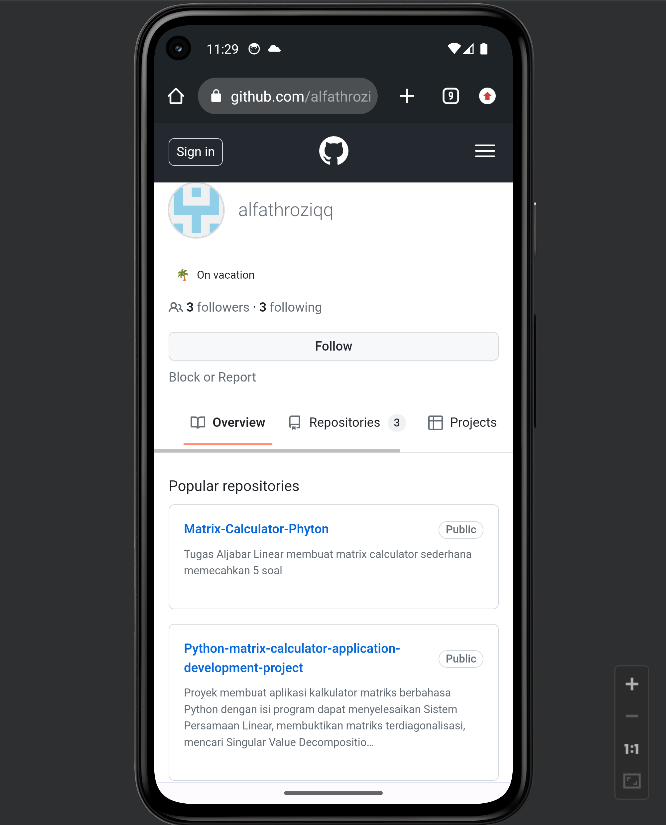 11:29
github.com/alfathrozi
9
Sign in
alfathroziqq
On vacation
3 followers · 3 following
Follow
Block or Report
Overview Repositories 3 Projects
Popular repositories
Matrix-Calculator-Phyton Public
Tugas Aljabar Linear membuat matrix calculator sederhana
memecahkan 5 soal
Python-matrix-calculator-application-
development-project Public
Proyek membuat aplikasi kalkulator matriks berbahasa
Python dengan isi program dapat menyelesaikan Sistem
Persamaan Linear, membuktikan matriks terdiagonalisasi,
mencari Singular Value Decompositio...
1:1